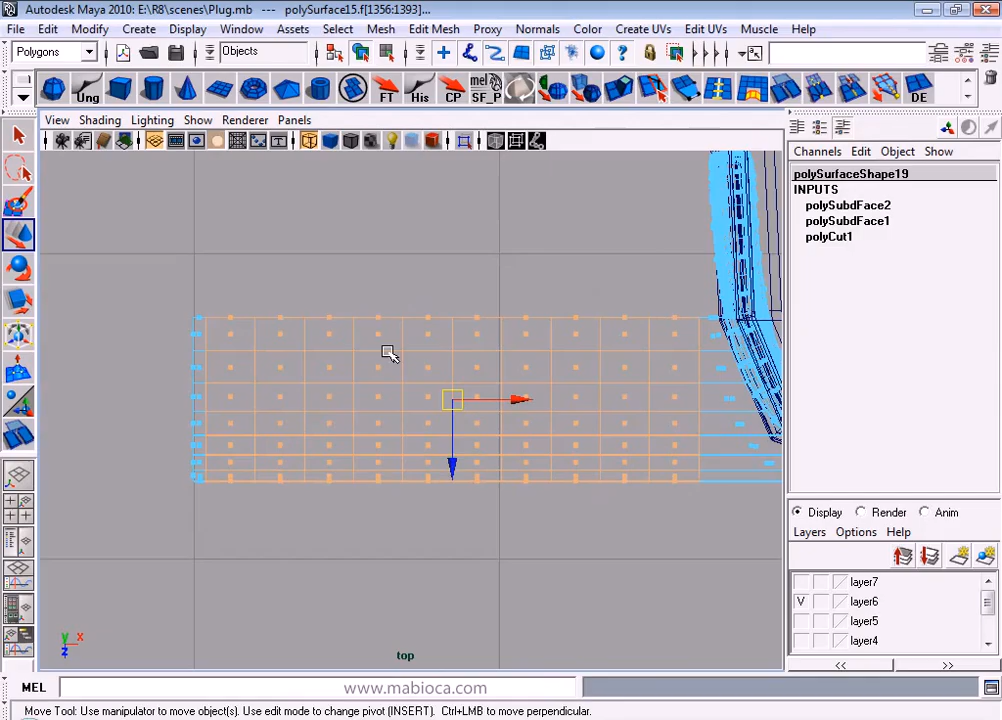 Autodesk Maya 2010: E:\R8\scenes\Plug.mb --- polySurface15.f[1356:1393]...
File Edit Modify Create Display Window Assets Select Mesh Edit Mesh Proxy Normals Color Create UVs Edit UVs Muscle Help
Polygons Objects
Ung FT His CP mel SF_P DE
View Shading Lighting Show Renderer Panels
Channels Edit Object Show
polySurfaceShape19
INPUTS
polySubdFace2
polySubdFace1
polyCut1
Display Render Anim
Layers Options Help
layer7
V layer6
layer5
layer4
<< >>
y x
z
top
MEL www.mabioca.com
Move Tool: Use manipulator to move object(s). Use edit mode to change pivot (INSERT). Ctrl+LMB to move perpendicular.